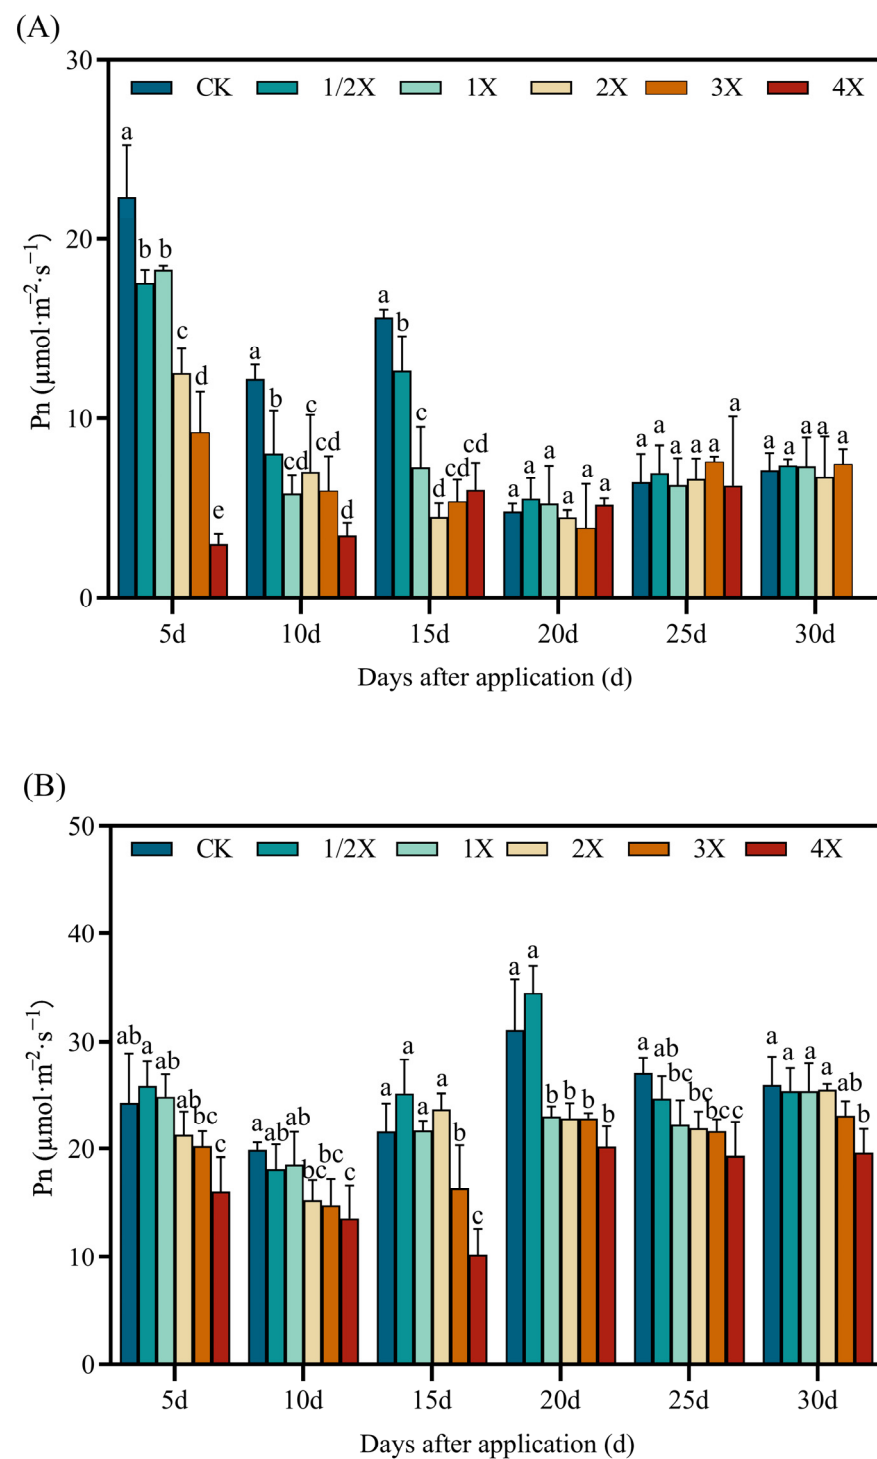 (A)
30
CK 1/2X 1X 2X 3X 4X
a
20
b b
c
d
e
a
b
cd
c
cd
d
a
b
c
d
cd
cd
a a a a a a
a a a a a a
a a a a a
10
0
Pn (μmol·m⁻²·s⁻¹)
5d 10d 15d 20d 25d 30d
Days after application (d)
(B)
50
CK 1/2X 1X 2X 3X 4X
40
30
20
10
0
ab a ab ab bc c
a ab ab bc bc c
a a a a b c
a a b b b b
a ab bc bc bc c
a a a a ab b
Pn (μmol·m⁻²·s⁻¹)
5d 10d 15d 20d 25d 30d
Days after application (d)